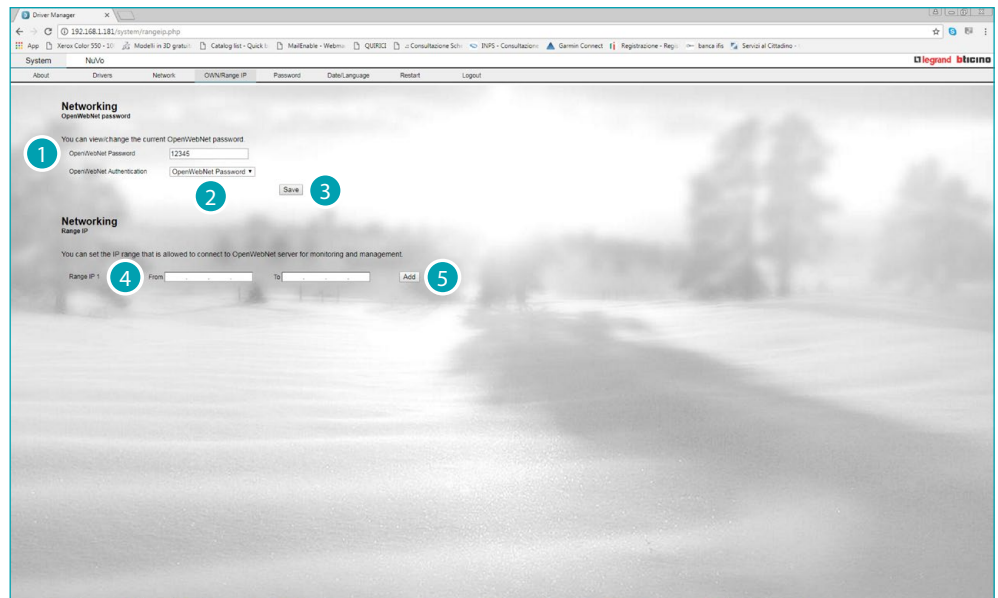 Driver Manager
192.168.1.181/system/rangeip.php
App Xerox Color 550 - 10 Modelli in 3D gratuit Catalog list - Quick l MailEnable - Webma QUIRICI :: Consultazione Sche INPS - Consultazione Garmin Connect Registrazione - Regi banca ifis Servizi al Cittadino -
System NuVo legrand bticino
About Drivers Network OWN/Range IP Password Date/Language Restart Logout
Networking
OpenWebNet password
You can view/change the current OpenWebNet password
1 OpenWebNet Password 12345
OpenWebNet Authentication OpenWebNet Password
2 Save 3
Networking
Range IP
You can set the IP range that is allowed to connect to OpenWebNet server for monitoring and management.
Range IP 1 4 From . . . To . . . Add 5